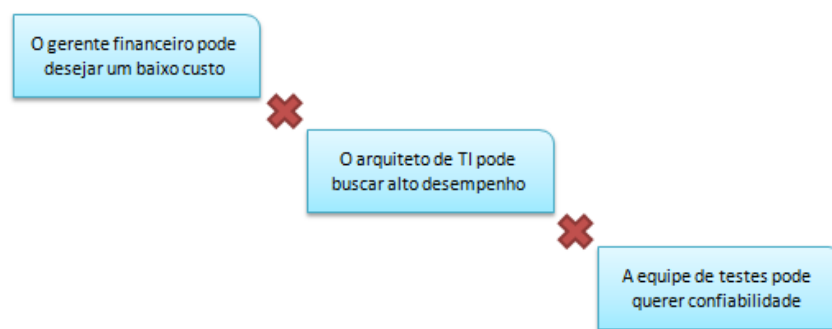 O gerente financeiro pode
desejar um baixo custo
O arquiteto de TI pode
buscar alto desempenho
A equipe de testes pode
querer confiabilidade